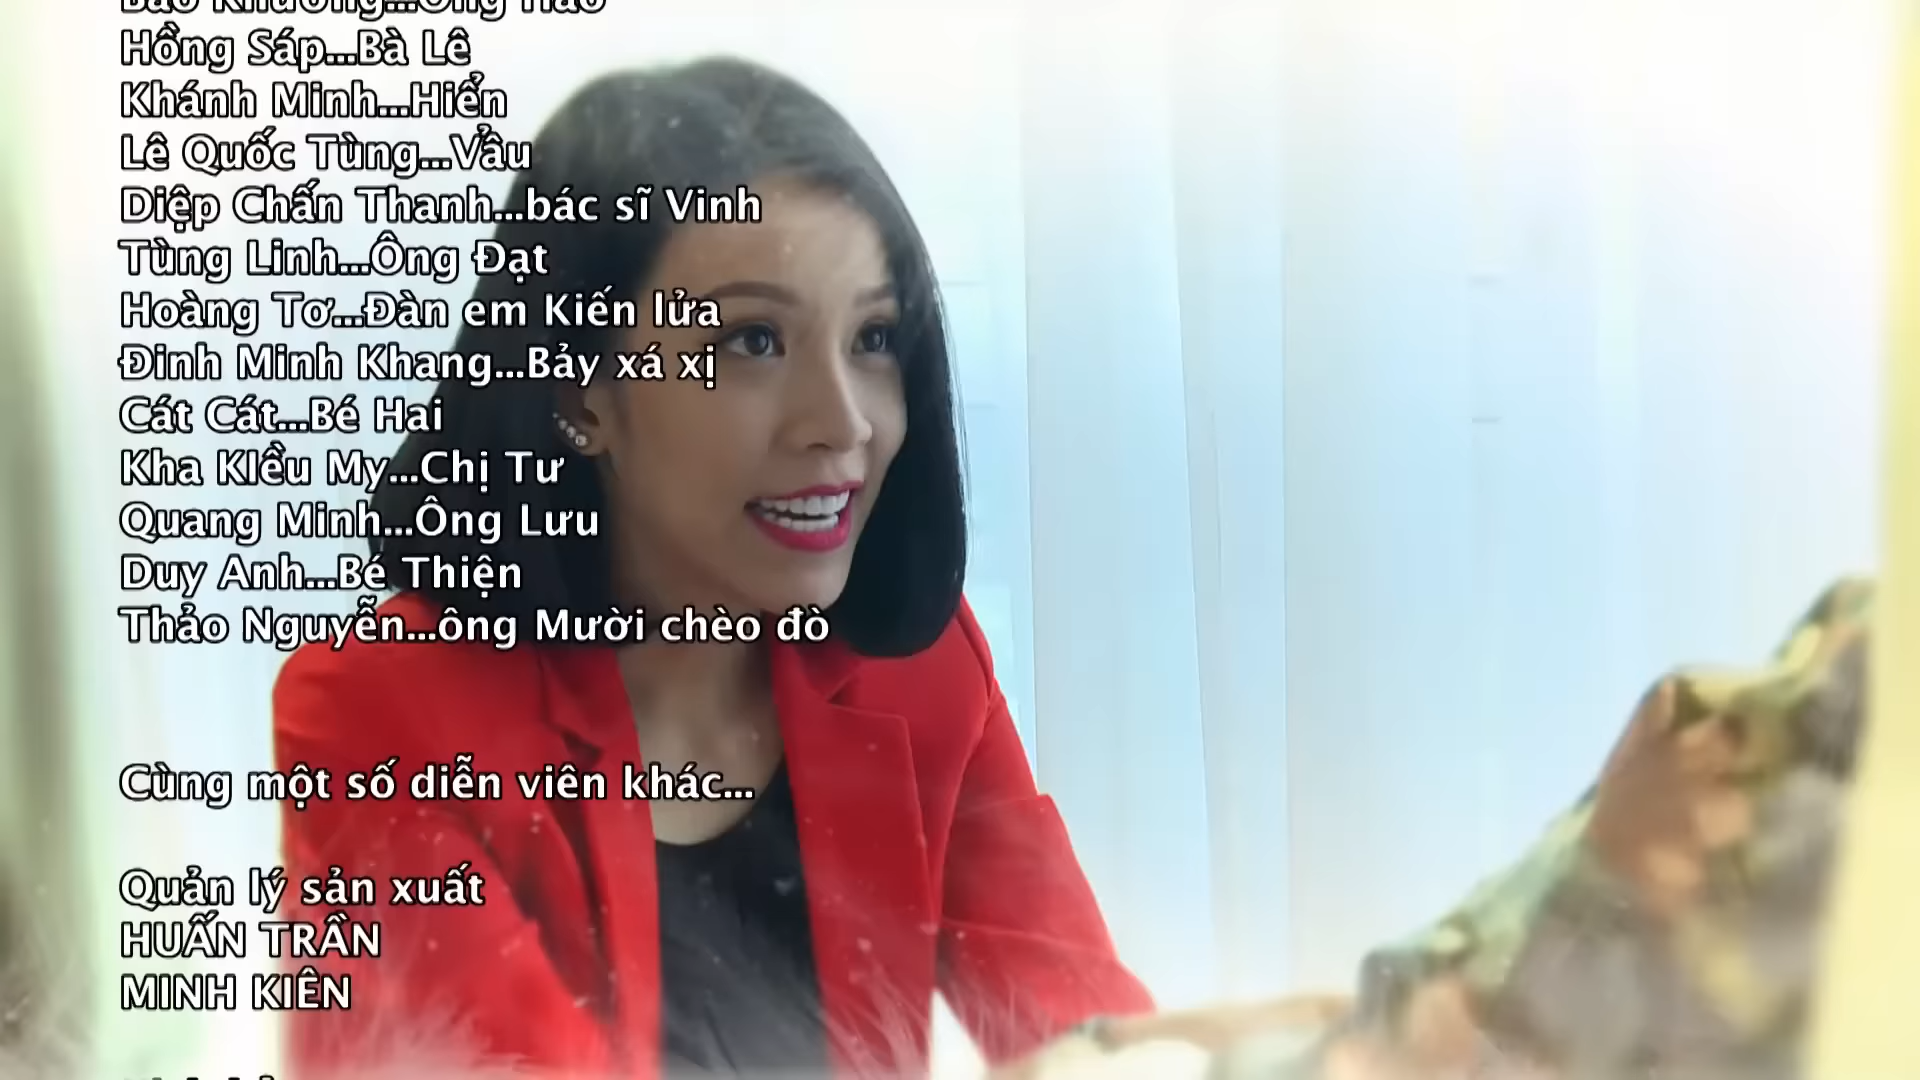 Hồng Sáp...Bà Lê
Khánh Minh...Hiển
Lê Quốc Tùng...Vẩu
Diệp Chấn Thanh...bác sĩ Vinh
Tùng Linh...Ông Đạt
Hoàng Tơ...Đàn em Kiến lửa
Đinh Minh Khang...Bảy xá xị
Cát Cát...Bé Hai
Kha KIều My...Chị Tư
Quang Minh...Ông Lưu
Duy Anh...Bé Thiện
Thảo Nguyễn...ông Mười chèo đò
Cùng một số diễn viên khác...
Quản lý sản xuất
HUẤN TRẦN
MINH KIÊN